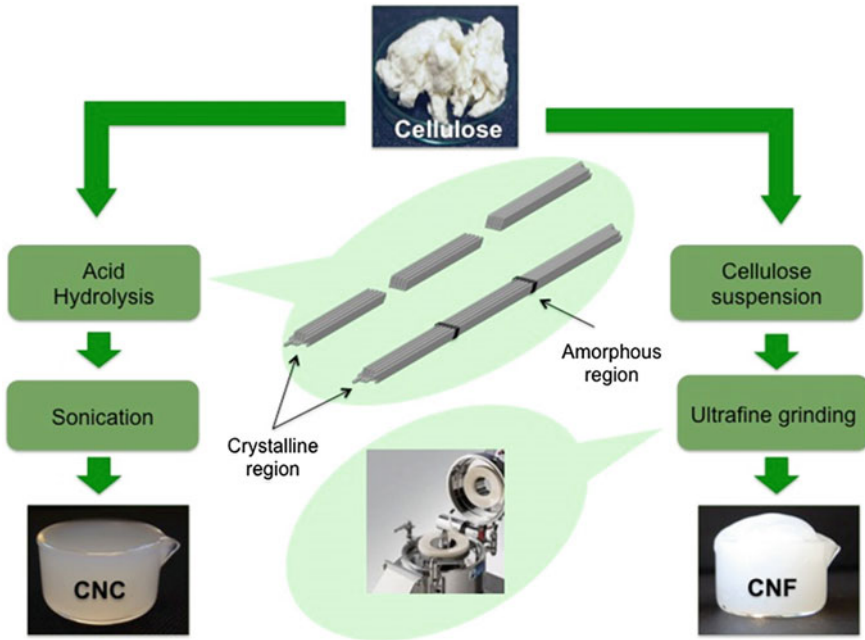 Cellulose
Acid
Hydrolysis
Cellulose
suspension
Amorphous
region
Sonication
Ultrafine grinding
Crystalline
region
CNC
CNF